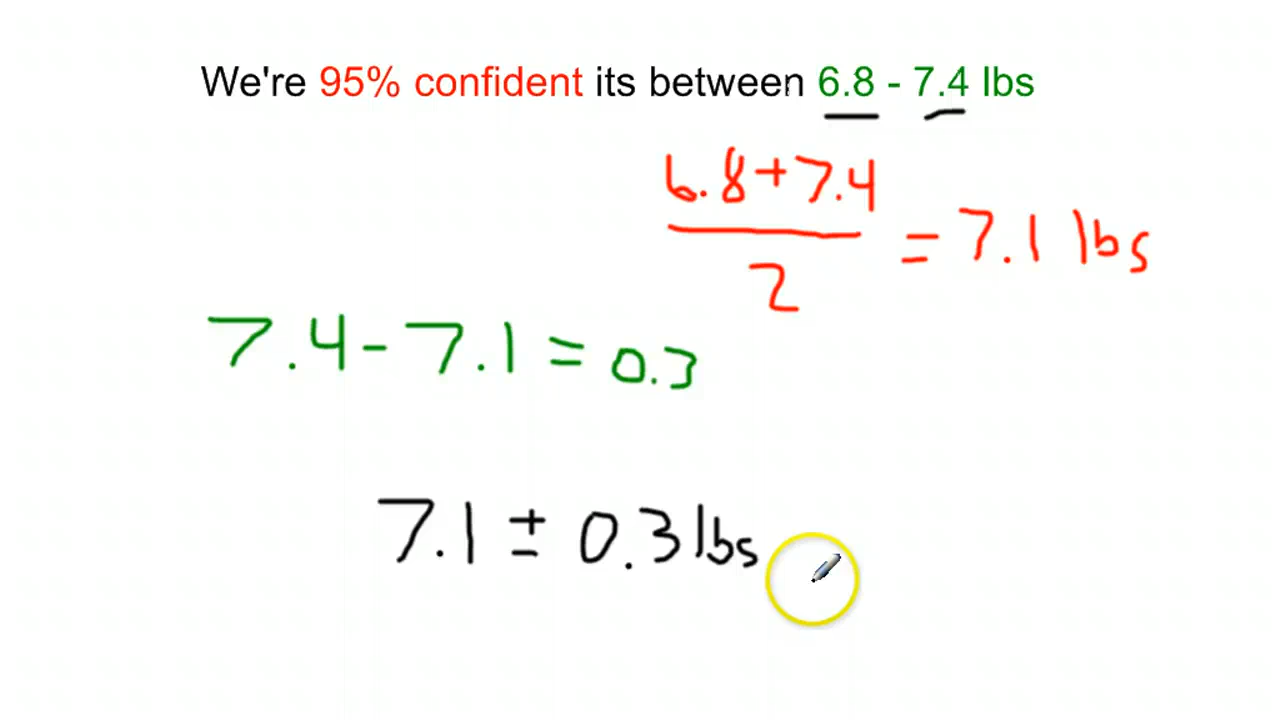 We're 95% confident its between 6.8 - 7.4 lbs
6.8+7.4
2
= 7.1 lbs
7.4 - 7.1 = 0.3
7.1 ± 0.3 lbs